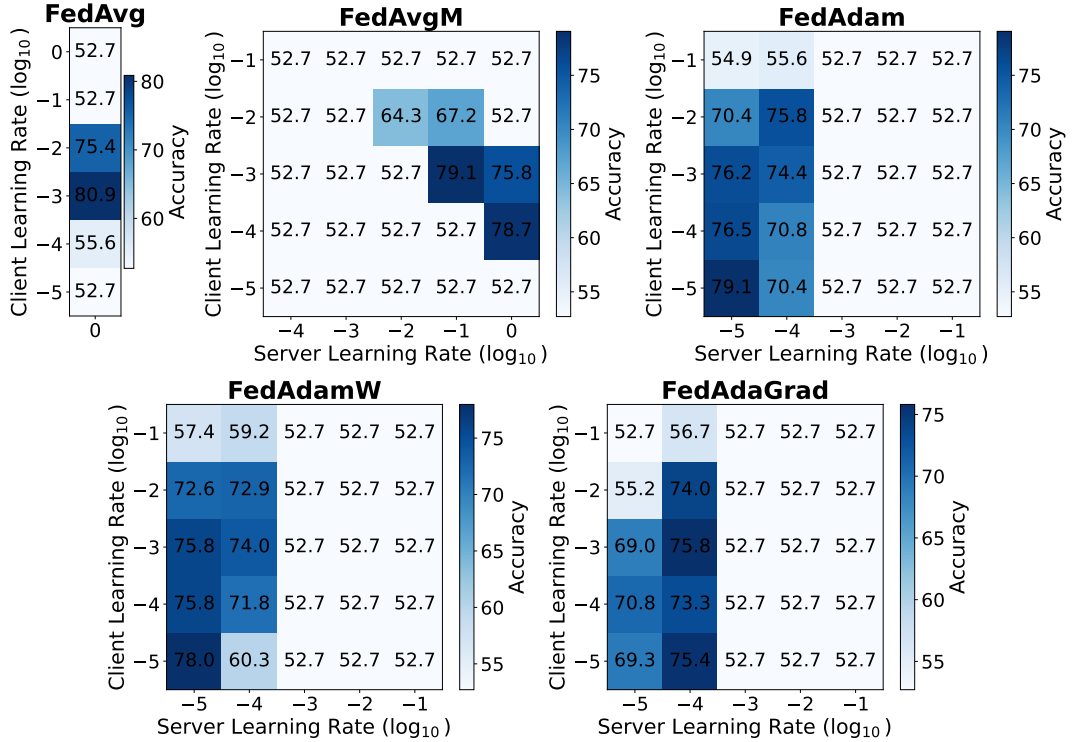 FedAvg
Client Learning Rate (log10)
0 52.7
−1 52.7
−2 75.4
−3 80.9
−4 55.6
−5 52.7
0
80
70
60
Accuracy
FedAvgM
Client Learning Rate (log10)
−1 52.7 52.7 52.7 52.7 52.7
−2 52.7 52.7 64.3 67.2 52.7
−3 52.7 52.7 52.7 79.1 75.8
−4 52.7 52.7 52.7 52.7 78.7
−5 52.7 52.7 52.7 52.7 52.7
−4 −3 −2 −1 0
Server Learning Rate (log10)
75
70
65
60
55
Accuracy
FedAdam
Client Learning Rate (log10)
−1 54.9 55.6 52.7 52.7 52.7
−2 70.4 75.8 52.7 52.7 52.7
−3 76.2 74.4 52.7 52.7 52.7
−4 76.5 70.8 52.7 52.7 52.7
−5 79.1 70.4 52.7 52.7 52.7
−5 −4 −3 −2 −1
Server Learning Rate (log10)
75
70
65
60
55
Accuracy
FedAdamW
Client Learning Rate (log10)
−1 57.4 59.2 52.7 52.7 52.7
−2 72.6 72.9 52.7 52.7 52.7
−3 75.8 74.0 52.7 52.7 52.7
−4 75.8 71.8 52.7 52.7 52.7
−5 78.0 60.3 52.7 52.7 52.7
−5 −4 −3 −2 −1
Server Learning Rate (log10)
75
70
65
60
55
Accuracy
FedAdaGrad
Client Learning Rate (log10)
−1 52.7 56.7 52.7 52.7 52.7
−2 55.2 74.0 52.7 52.7 52.7
−3 69.0 75.8 52.7 52.7 52.7
−4 70.8 73.3 52.7 52.7 52.7
−5 69.3 75.4 52.7 52.7 52.7
−5 −4 −3 −2 −1
Server Learning Rate (log10)
75
70
65
60
55
Accuracy